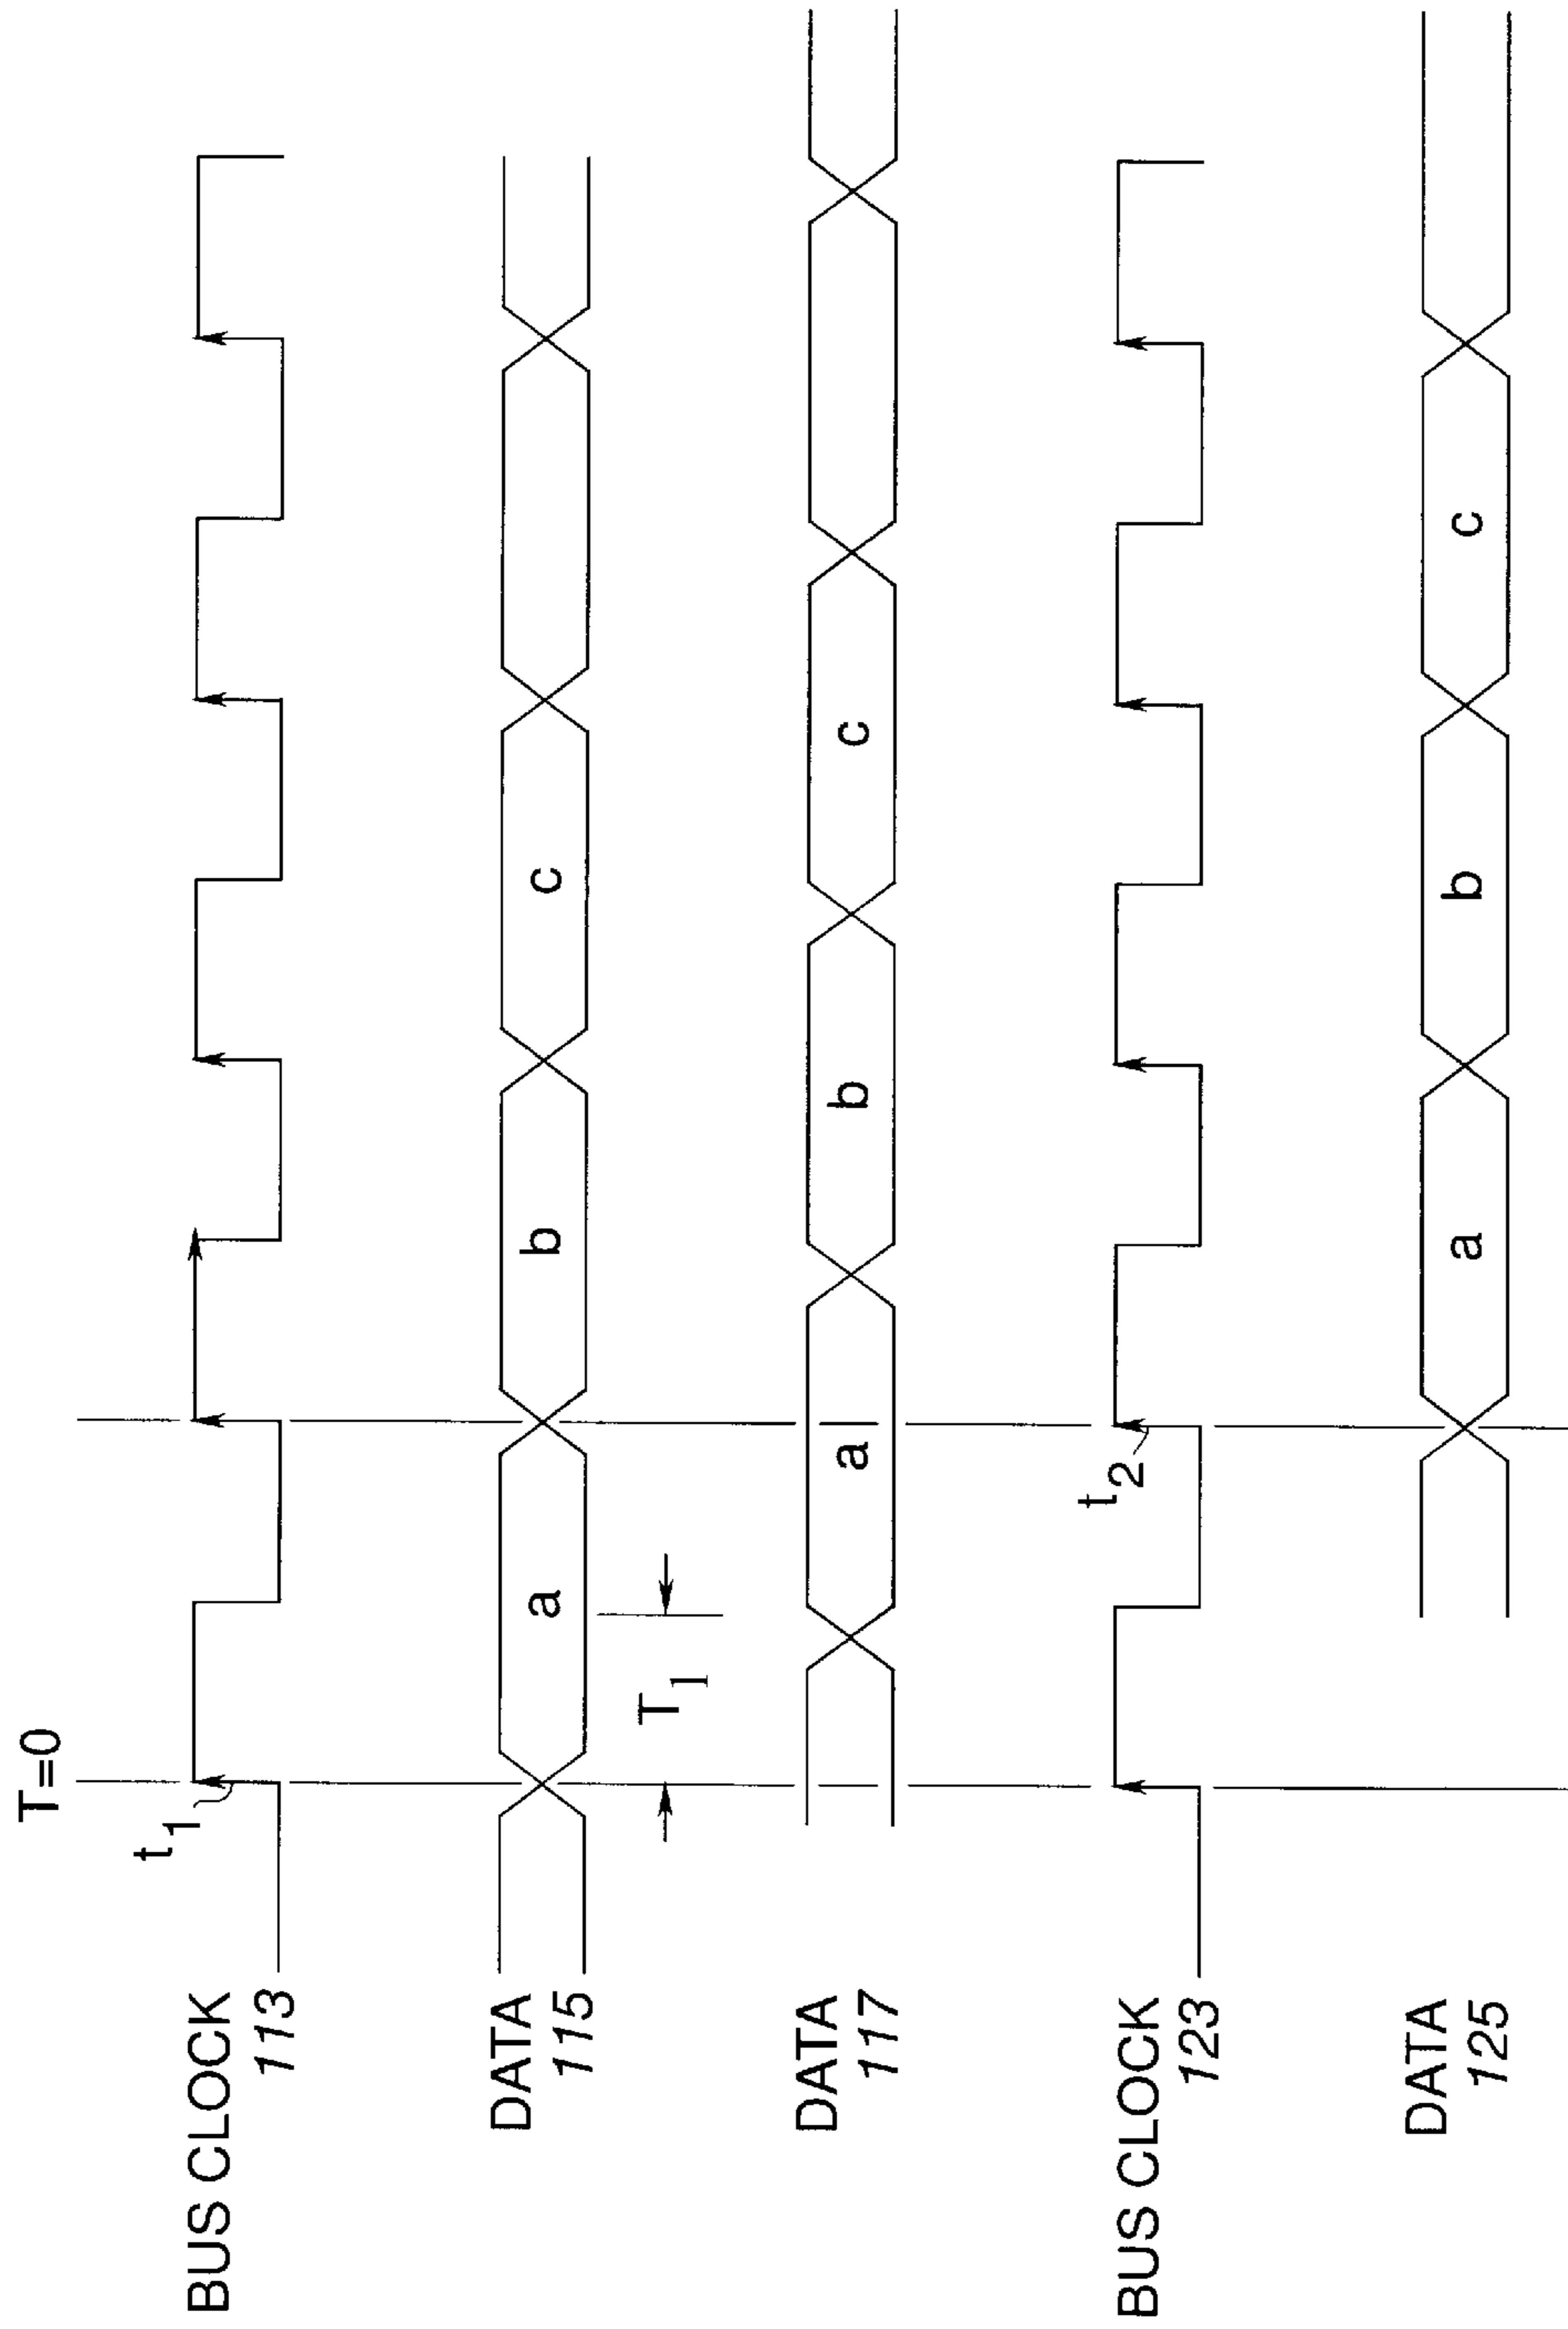 T=0
t1
BUS CLOCK
113
DATA
115
a
b
c
T1
DATA
117
a
b
c
t2
BUS CLOCK
123
DATA
125
a
b
c